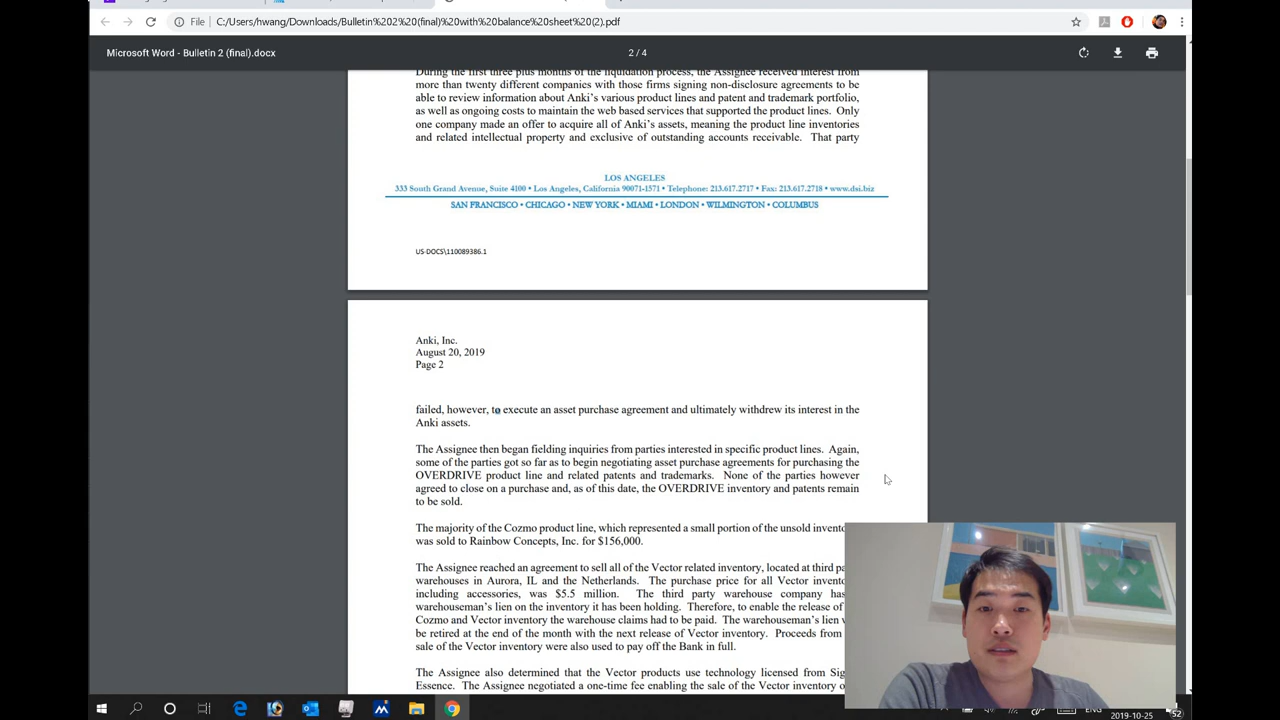 File C:/Users/hwang/Downloads/Bulletin%202%20(final)%20with%20balance%20sheet%20(2).pdf
Microsoft Word - Bulletin 2 (final).docx
2 / 4
During the first three plus months of the liquidation process, the Assignee received interest from
more than twenty different companies with those firms signing non-disclosure agreements to be
able to review information about Anki's various product lines and patent and trademark portfolio,
as well as ongoing costs to maintain the web based services that supported the product lines. Only
one company made an offer to acquire all of Anki's assets, meaning the product line inventories
and related intellectual property and exclusive of outstanding accounts receivable. That party
LOS ANGELES
333 South Grand Avenue, Suite 4100 • Los Angeles, California 90071-1571 • Telephone: 213.617.2717 • Fax: 213.617.2718 • www.dsi.biz
SAN FRANCISCO • CHICAGO • NEW YORK • MIAMI • LONDON • WILMINGTON • COLUMBUS
US-DOCS\110089386.1
Anki, Inc.
August 20, 2019
Page 2
failed, however, to execute an asset purchase agreement and ultimately withdrew its interest in the
Anki assets.
The Assignee then began fielding inquiries from parties interested in specific product lines. Again,
some of the parties got so far as to begin negotiating asset purchase agreements for purchasing the
OVERDRIVE product line and related patents and trademarks. None of the parties however
agreed to close on a purchase and, as of this date, the OVERDRIVE inventory and patents remain
to be sold.
The majority of the Cozmo product line, which represented a small portion of the unsold invento
was sold to Rainbow Concepts, Inc. for $156,000.
The Assignee reached an agreement to sell all of the Vector related inventory, located at third pa
warehouses in Aurora, IL and the Netherlands. The purchase price for all Vector invento
including accessories, was $5.5 million. The third party warehouse company has
warehouseman's lien on the inventory it has been holding. Therefore, to enable the release of
Cozmo and Vector inventory the warehouse claims had to be paid. The warehouseman's lien
be retired at the end of the month with the next release of Vector inventory. Proceeds from
sale of the Vector inventory were also used to pay off the Bank in full.
The Assignee also determined that the Vector products use technology licensed from Sig
Essence. The Assignee negotiated a one-time fee enabling the sale of the Vector inventory
ENG
2019-10-25
52